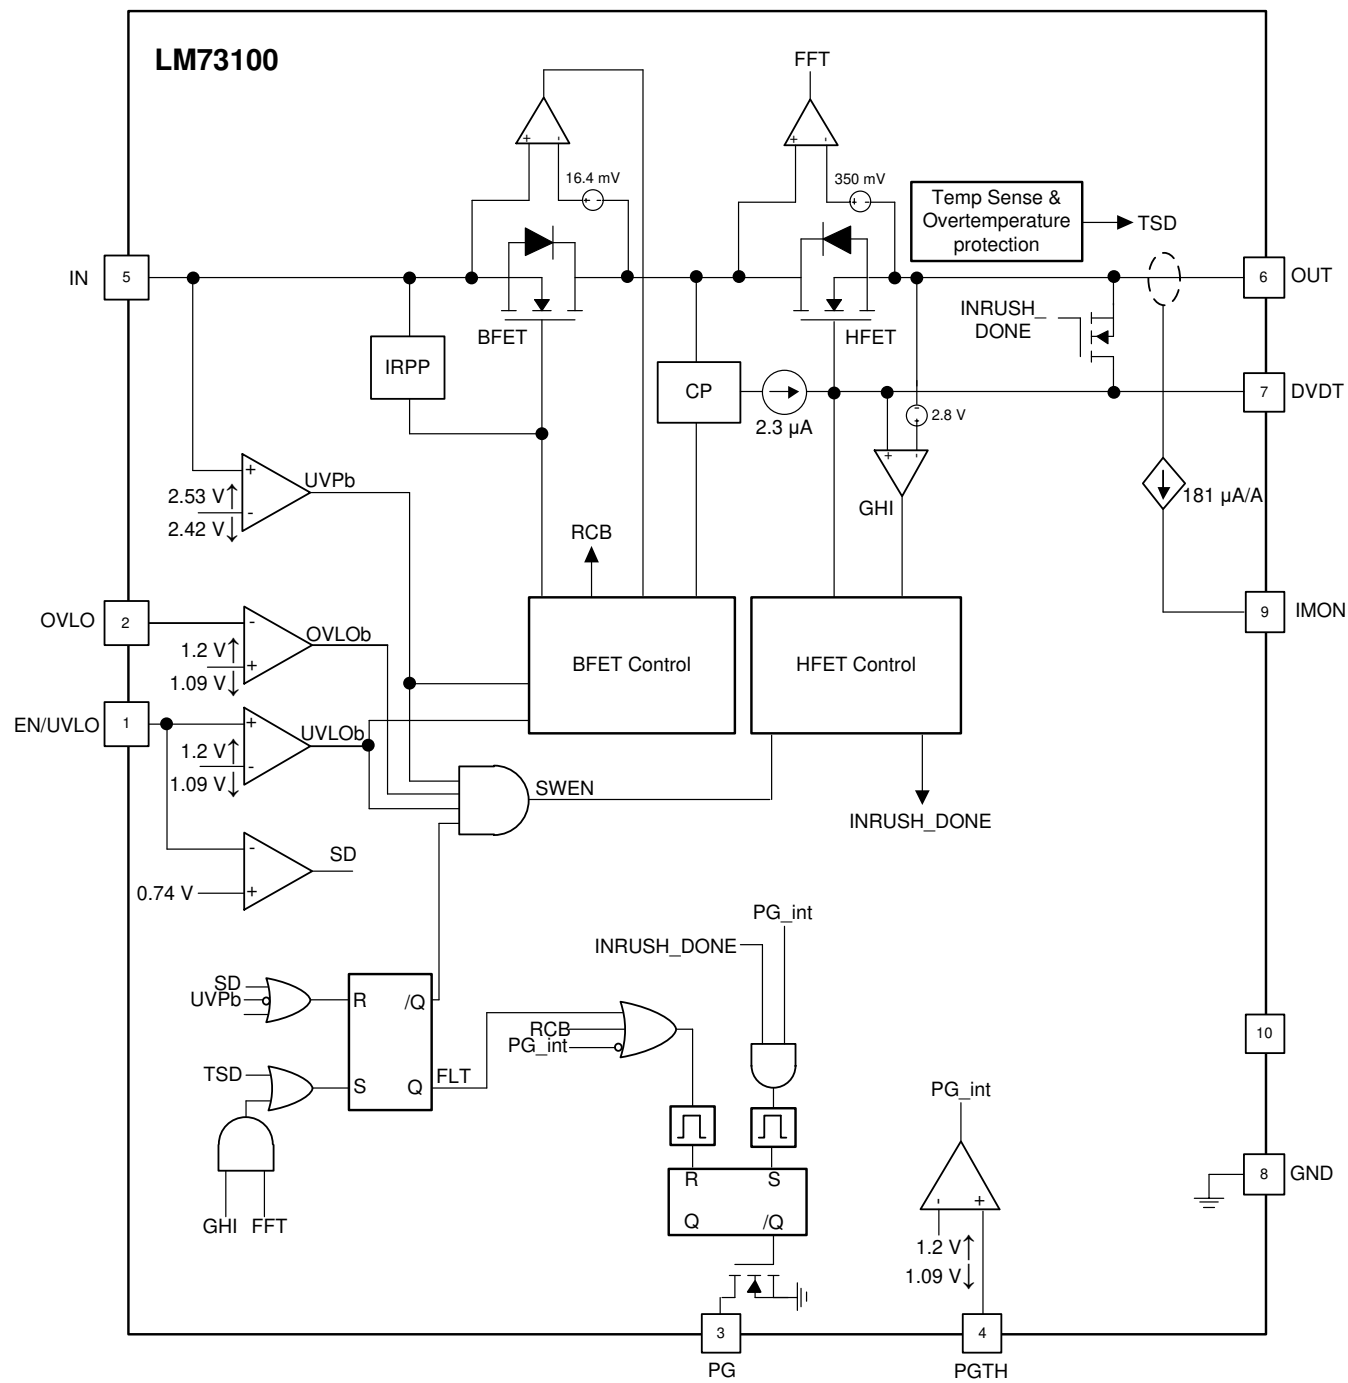 LM73100
FFT
16.4 mV
+
-
+
-
350 mV
+
-
+
-
Temp Sense &
Overtemperature
protection
TSD
IN
5
6
OUT
BFET
HFET
INRUSH_
DONE
IRPP
CP
2.3 µA
2.8 V
-
+
7
DVDT
+
-
GHI
181 µA/A
UVPb
+
-
2.53 V↑
2.42 V↓
RCB
OVLO
2
OVLOb
-
+
1.2 V↑
1.09 V↓
BFET Control
HFET Control
9
IMON
EN/UVLO
1
UVLOb
+
-
1.2 V↑
1.09 V↓
SWEN
INRUSH_DONE
SD
-
+
0.74 V
PG_int
INRUSH_DONE
SD
UVPb
R
/Q
RCB
PG_int
10
TSD
S
Q
FLT
PG_int
GHI
FFT
R
S
Q
/Q
-
+
8
GND
1.2 V↑
1.09 V↓
3
PG
4
PGTH